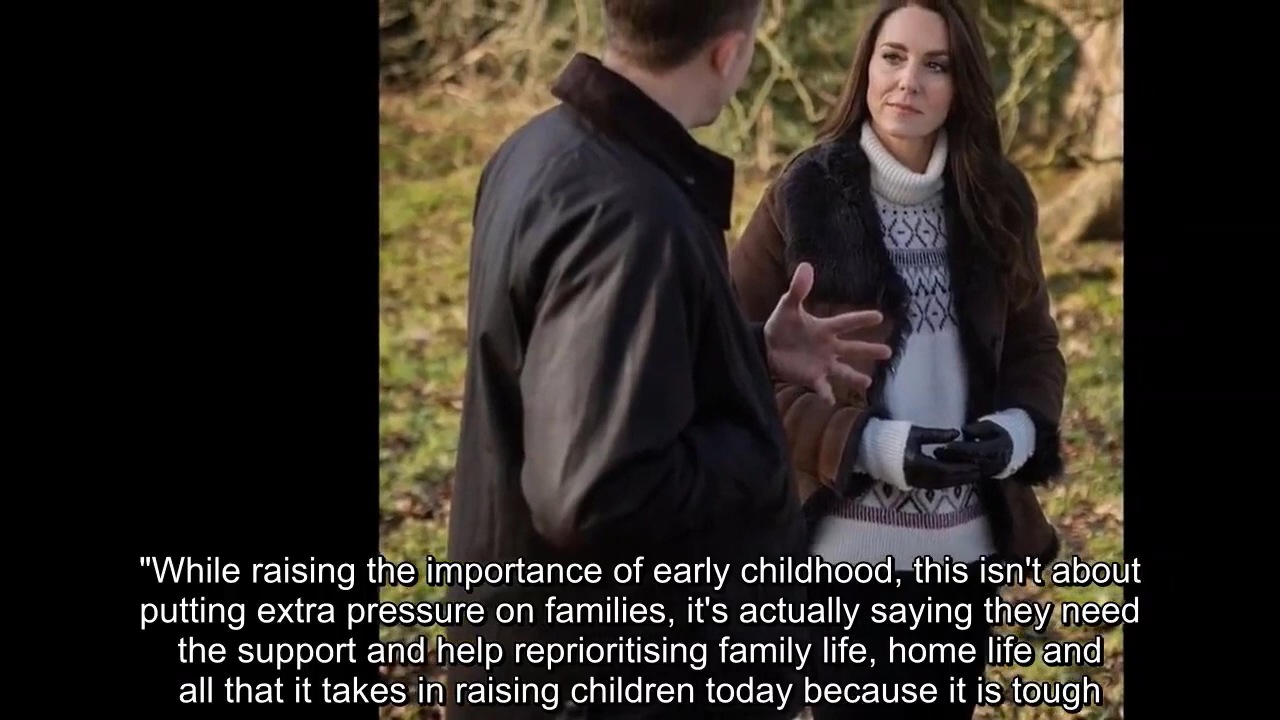 "While raising the importance of early childhood, this isn't about
putting extra pressure on families, it's actually saying they need
the support and help reprioritising family life, home life and
all that it takes in raising children today because it is tough